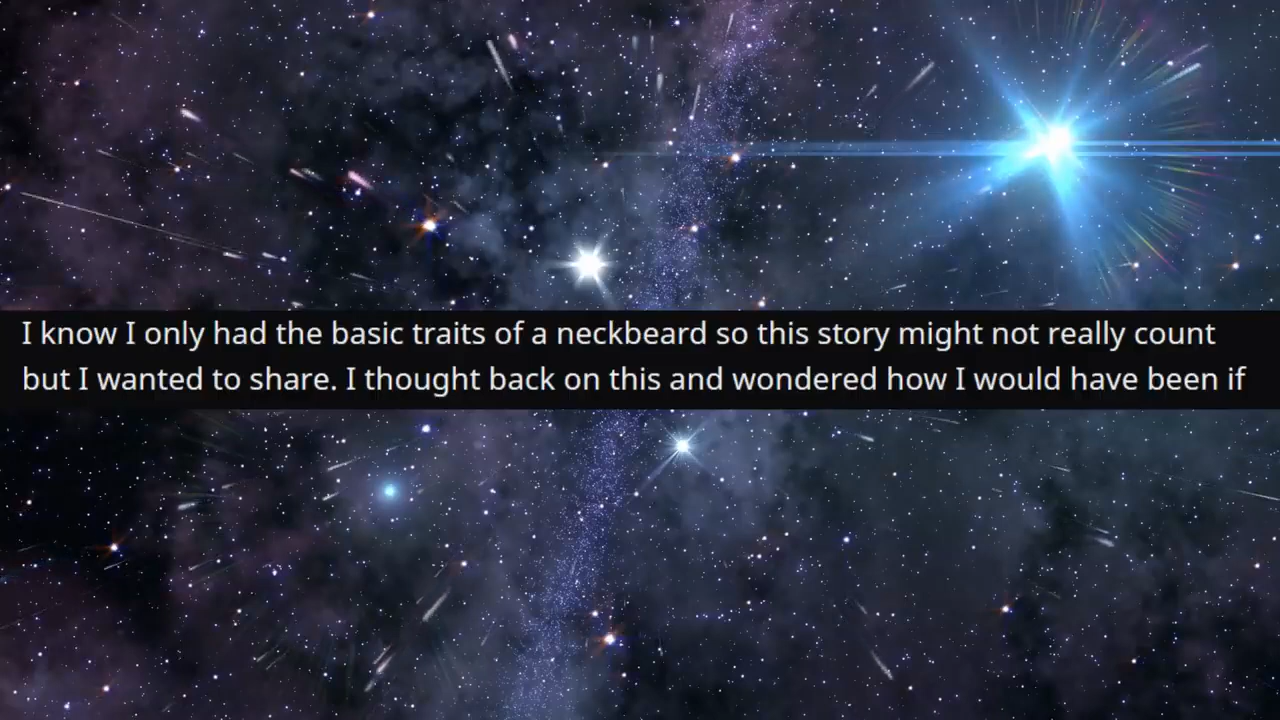 I know I only had the basic traits of a neckbeard so this story might not really count
but I wanted to share. I thought back on this and wondered how I would have been if